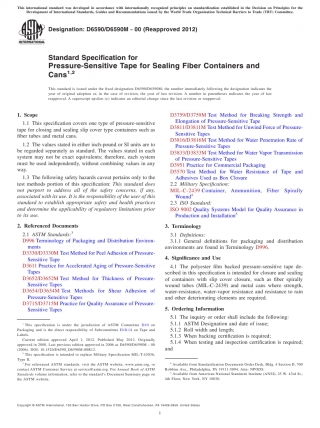 This international standard was developed in accordance with internationally recognized principles on standardization established in the Decision on Principles for the
Development of International Standards, Guides and Recommendations issued by the World Trade Organization Technical Barriers to Trade (TBT) Committee.
Designation: D6590/D6590M − 00 (Reapproved 2012)
Standard Specification for
Pressure-Sensitive Tape for Sealing Fiber Containers and
Cans1,2
This standard is issued under the fixed designation D6590/D6590M; the number immediately following the designation indicates the
year of original adoption or, in the case of revision, the year of last revision. A number in parentheses indicates the year of last
reapproval. A superscript epsilon (ε) indicates an editorial change since the last revision or reapproval.
1. Scope
1.1 This specification covers one type of pressure-sensitive
tape for closing and sealing slip cover type containers such as
fiber tubes and metal cans.
1.2 The values stated in either inch-pound or SI units are to
be regarded separately as standard. The values stated in each
system may not be exact equivalents; therefore, each system
must be used independently, without combining values in any
way.
1.3 The following safety hazards caveat pertains only to the
test methods portion of this specification: This standard does
not purport to address all of the safety concerns, if any,
associated with its use. It is the responsibility of the user of this
standard to establish appropriate safety and health practices
and determine the applicability of regulatory limitations prior
to its use.
2. Referenced Documents
2.1 ASTM Standards:3
D996 Terminology of Packaging and Distribution Environ-
ments
D3330/D3330M Test Method for Peel Adhesion of Pressure-
Sensitive Tape
D3611 Practice for Accelerated Aging of Pressure-Sensitive
Tapes
D3652/D3652M Test Method for Thickness of Pressure-
Sensitive Tapes
D3654/D3654M Test Methods for Shear Adhesion of
Pressure-Sensitive Tapes
D3715/D3715M Practice for Quality Assurance of Pressure-
Sensitive Tapes
1 This specification is under the jurisdiction of ASTM Committee D10 on
Packaging and is the direct responsibility of Subcommittee D10.14 on Tape and
Labels.
Current edition approved April 1, 2012. Published May 2012. Originally
approved in 2000. Last previous edition approved in 2006 as D6590/D6590M – 00
(2006). DOI: 10.1520/D6590_D6590M-00R12.
2 This specification is intended to replace Military Specification MIL-T-43036,
Type II.
3 For referenced ASTM standards, visit the ASTM website, www.astm.org, or
contact ASTM Customer Service at service@astm.org. For Annual Book of ASTM
Standards volume information, refer to the standard's Document Summary page on
the ASTM website.
D3759/D3759M Test Method for Breaking Strength and
Elongation of Pressure-Sensitive Tape
D3811/D3811M Test Method for Unwind Force of Pressure-
Sensitive Tapes
D3816/D3816M Test Method for Water Penetration Rate of
Pressure-Sensitive Tapes
D3833/D3833M Test Method for Water Vapor Transmission
of Pressure-Sensitive Tapes
D3951 Practice for Commercial Packaging
D5570 Test Method for Water Resistance of Tape and
Adhesives Used as Box Closure
2.2 Military Specification:
MIL-C-2439 Container, Ammunition, Fiber Spirally
Wound4
2.3 ISO Standard:
ISO 9002 Quality Systems Model for Quality Assurance in
Production and Installation5
3. Terminology
3.1 Definitions:
3.1.1 General definitions for packaging and distribution
environments are found in Terminology D996.
4. Significance and Use
4.1 The polymer film backed pressure-sensitive tape de-
scribed in this specification is intended for closure and sealing
of containers with slip cover closures, such as fiber spirally
wound tubes (MIL-C-2439) and metal cans where strength,
water-resistance, water vapor resistance and resistance to rain
and other deteriorating elements are required.
5. Ordering Information
5.1 The inquiry or order shall include the following:
5.1.1 ASTM Designation and date of issue;
5.1.2 Roll width and length;
5.1.3 When backing certification is required;
5.1.4 When testing and inspection certification is required;
and
4 Available from Standardization Documents Order Desk, Bldg. 4 Section D, 700
Robbins Ave., Philadelphia, PA 19111-5094, Attn: NPODS.
5 Available from American National Standards Institute (ANSI), 25 W. 43rd St.,
4th Floor, New York, NY 10036.
Copyright © ASTM International, 100 Barr Harbor Drive, PO Box C700, West Conshohocken, PA 19428-2959. United States
1